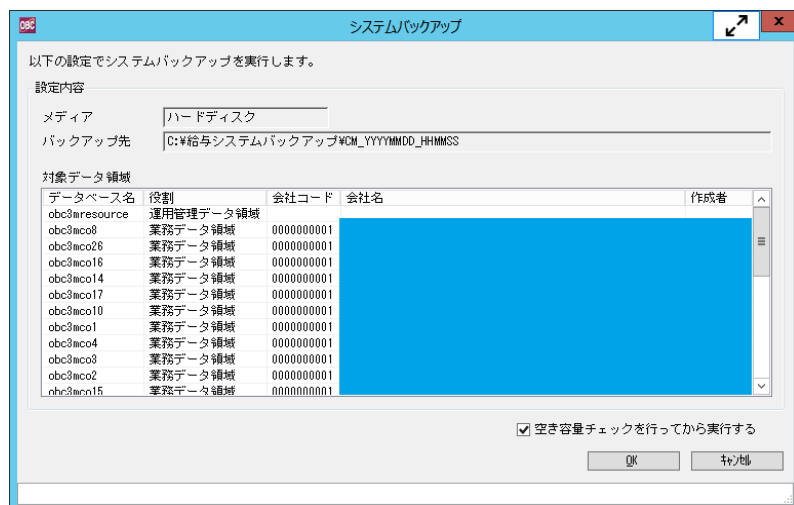 OBC
システムバックアップ
x
以下の設定でシステムバックアップを実行します。
設定内容
メディア ハードディスク
バックアップ先 C:¥給与システムバックアップ¥CM_YYYYMMDD_HHMMSS
対象データ領域
データベース名 役割 会社コード 会社名 作成者
obc3mresource 運用管理データ領域
obc3mco8 業務データ領域 0000000001
obc3mco26 業務データ領域 0000000001
obc3mco16 業務データ領域 0000000001
obc3mco14 業務データ領域 0000000001
obc3mco17 業務データ領域 0000000001
obc3mco10 業務データ領域 0000000001
obc3mco1 業務データ領域 0000000001
obc3mco4 業務データ領域 0000000001
obc3mco3 業務データ領域 0000000001
obc3mco2 業務データ領域 0000000001
obc3mco15 業務データ領域 0000000001
空き容量チェックを行ってから実行する
OK ｷｬﾝｾﾙ